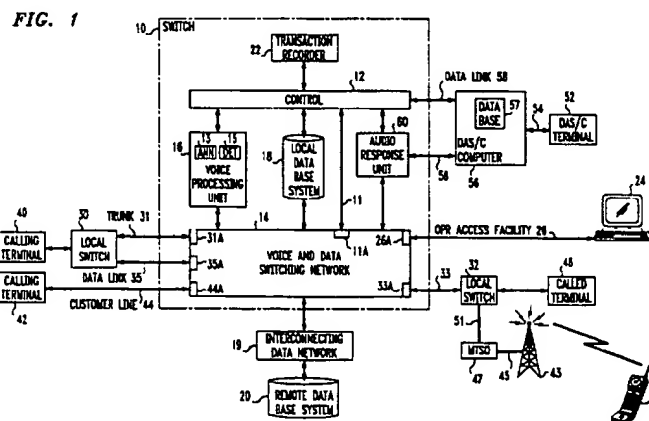 FIG. 1
10
SWITCH
22
TRANSACTION
RECORDER
12
CONTROL
DATA LINK 58
DATA
BASE
57
54
52
DAS/C
TERMINAL
DAS/C
COMPUTER
56
16
13
15
ANN
DET
VOICE
PROCESSING
UNIT
18
LOCAL
DATA
BASE
SYSTEM
11
60
AUDIO
RESPONSE
UNIT
24
40
CALLING
TERMINAL
30
LOCAL
SWITCH
TRUNK 31
14
31A
11A
26A
OPR ACCESS FACILITY 26
VOICE AND DATA
SWITCHING NETWORK
35A
DATA LINK 35
44A
CUSTOMER LINE 44
CALLING
TERMINAL
42
33A
33
32
LOCAL
SWITCH
46
CALLED
TERMINAL
51
MTSO
47
45
43
19
INTERCONNECTING
DATA NETWORK
20
REMOTE DATA
BASE SYSTEM